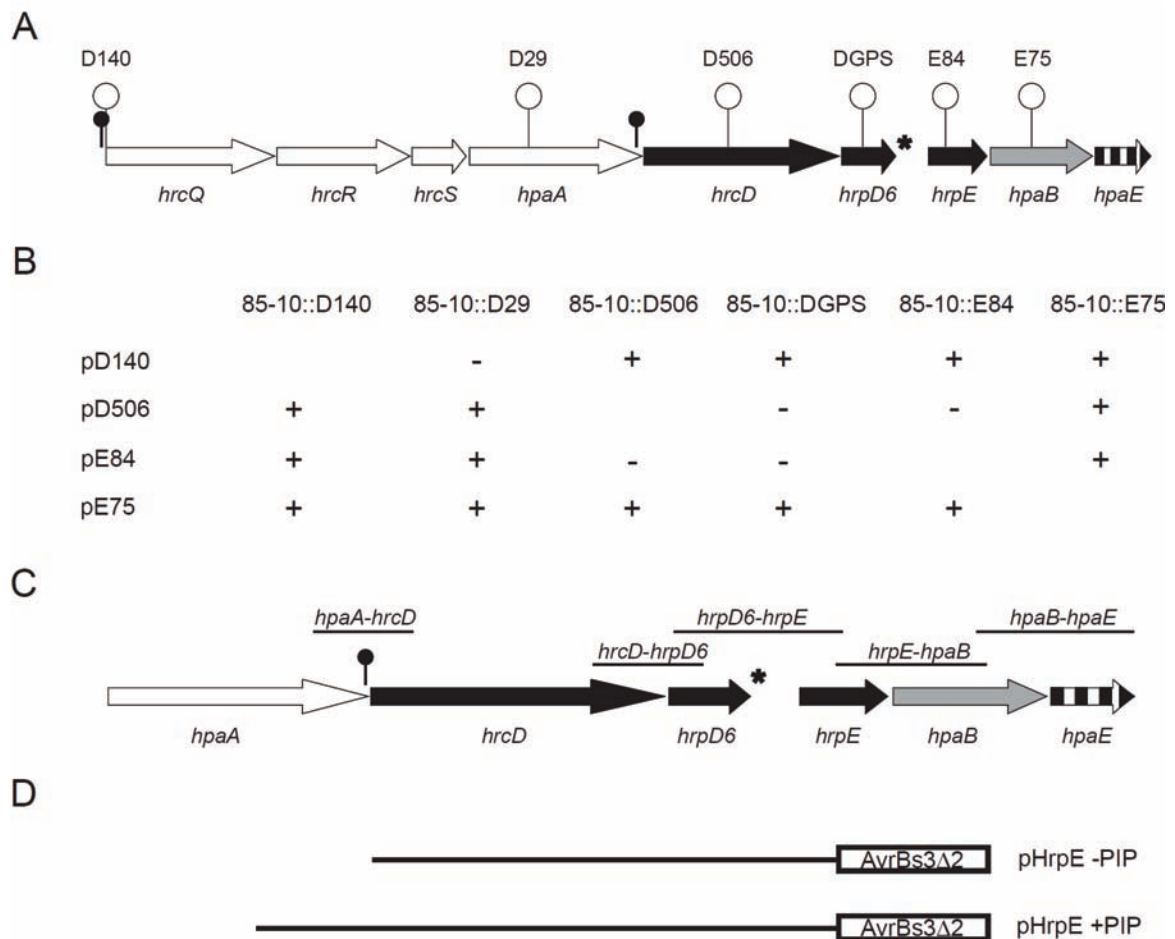 A
D140 D29 D506 DGPS E84 E75
*
hrcQ hrcR hrcS hpaA hrcD hrpD6 hrpE hpaB hpaE
B
85-10::D140 85-10::D29 85-10::D506 85-10::DGPS 85-10::E84 85-10::E75
pD140 - + + + +
pD506 + + - - +
pE84 + + - - +
pE75 + + + + +
C
hpaA-hrcD hrpD6-hrpE hpaB-hpaE
hrcD-hrpD6 hrpE-hpaB
*
hpaA hrcD hrpD6 hrpE hpaB hpaE
D
AvrBs3Δ2 pHrpE -PIP
AvrBs3Δ2 pHrpE +PIP